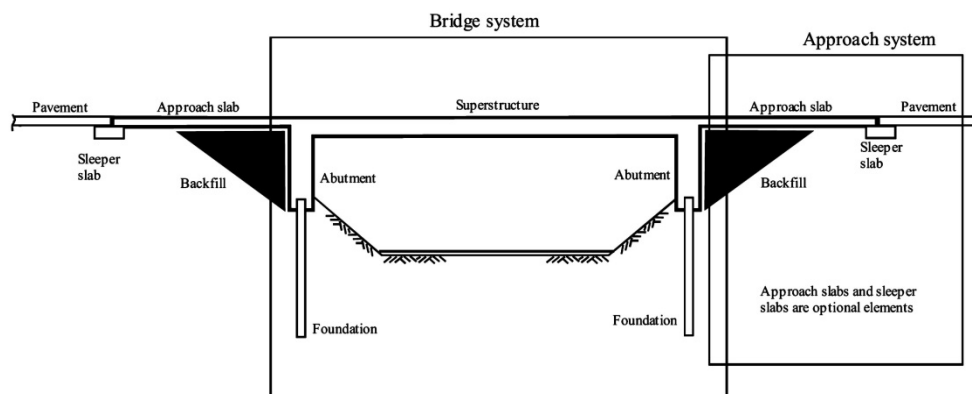 Bridge system
Approach system
Pavement
Approach slab
Superstructure
Approach slab
Pavement
Sleeper
slab
Sleeper
slab
Backfill
Abutment
Abutment
Backfill
Approach slabs and sleeper
slabs are optional elements
Foundation
Foundation